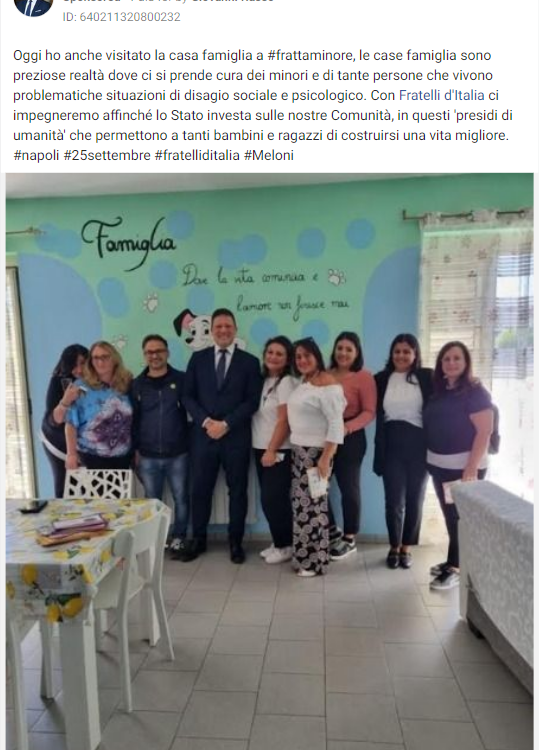 ID: 640211320800232
Oggi ho anche visitato la casa famiglia a #frattaminore, le case famiglia sono
preziose realtà dove ci si prende cura dei minori e di tante persone che vivono
problematiche situazioni di disagio sociale e psicologico. Con Fratelli d'Italia ci
impegneremo affinché lo Stato investa sulle nostre Comunità, in questi 'presidi di
umanità' che permettono a tanti bambini e ragazzi di costruirsi una vita migliore.
#napoli #25settembre #fratelliditalia #Meloni
Famiglia
Dove la vita comincia e
l'amore non finisce mai